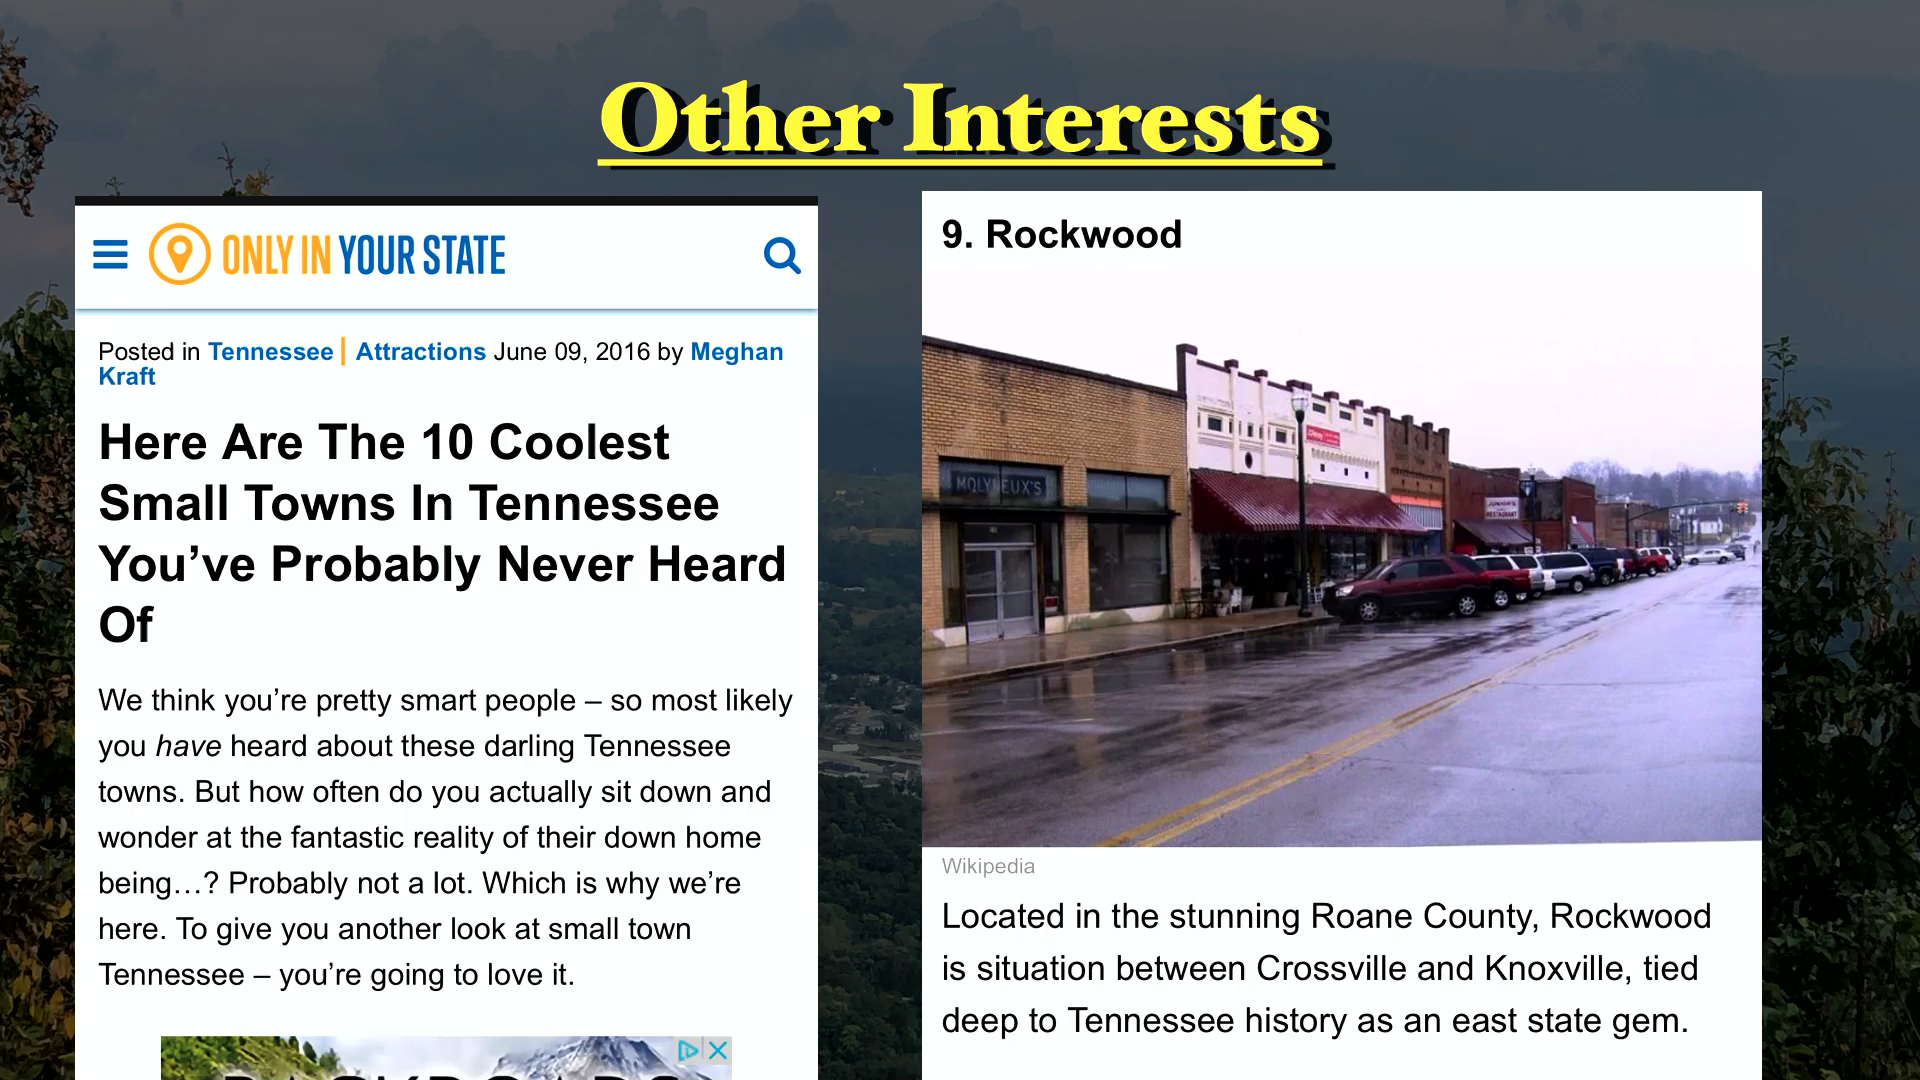 Other Interests
ONLY IN YOUR STATE
Posted in Tennessee | Attractions June 09, 2016 by Meghan
Kraft
Here Are The 10 Coolest
Small Towns In Tennessee
You’ve Probably Never Heard
Of
We think you’re pretty smart people – so most likely
you have heard about these darling Tennessee
towns. But how often do you actually sit down and
wonder at the fantastic reality of their down home
being…? Probably not a lot. Which is why we’re
here. To give you another look at small town
Tennessee – you’re going to love it.
9. Rockwood
MOLYNEUX'S
JUNIOR'S
RESTAURANT
Wikipedia
Located in the stunning Roane County, Rockwood
is situation between Crossville and Knoxville, tied
deep to Tennessee history as an east state gem.